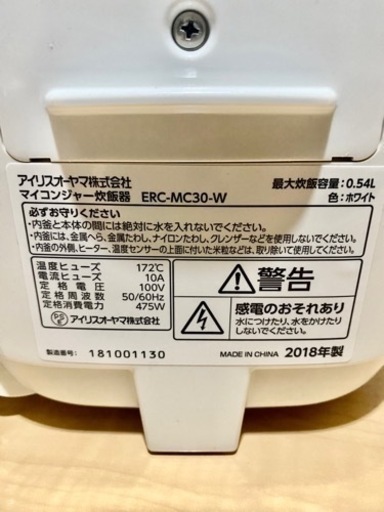 アイリスオーヤマ株式会社
マイコンジャー炊飯器 ERC-MC30-W
最大炊飯容量:0.54L
色:ホワイト
必ずお守りください
・内釜と本体の間には絶対に水を入れないでください。
・内釜には、金属へら、金属たわし、ナイロンたわし、クレンザーなどを使用しないでください。
・内釜の外側、ヒーター、温度センサーの上面に付いた米粒などは、取り除いて使用してください。
温度ヒューズ 172℃
電流ヒューズ 10A
定格電圧 100V
定格周波数 50/60Hz
定格消費電力 475W
PSE アイリスオーヤマ株式会社
製造番号: 181001130
警告
感電のおそれあり
水につけたり、水をかけたり
しないでください。
MADE IN CHINA 2018年製